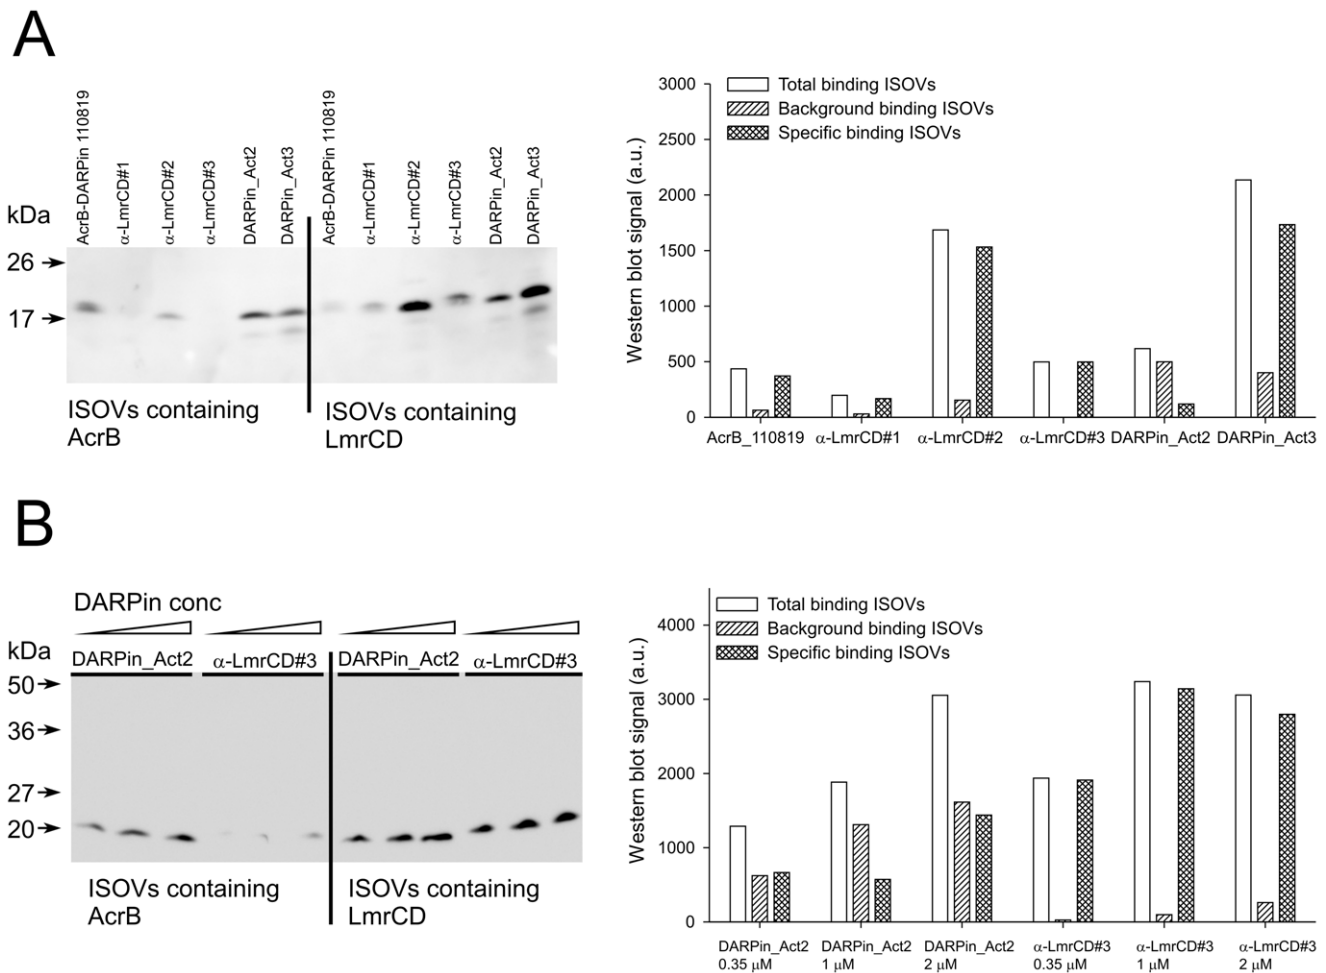 A
kDa
AcrB-DARPin 110819
α-LmrCD#1
α-LmrCD#2
α-LmrCD#3
DARPin_Act2
DARPin_Act3
AcrB-DARPin 110819
α-LmrCD#1
α-LmrCD#2
α-LmrCD#3
DARPin_Act2
DARPin_Act3
26
17
ISOVs containing
AcrB
ISOVs containing
LmrCD
Western blot signal (a.u.)
3000
2500
2000
1500
1000
500
0
Total binding ISOVs
Background binding ISOVs
Specific binding ISOVs
AcrB_110819 α-LmrCD#1 α-LmrCD#2 α-LmrCD#3 DARPin_Act2 DARPin_Act3
B
DARPin conc
kDa
DARPin_Act2 α-LmrCD#3 DARPin_Act2 α-LmrCD#3
50
36
27
20
ISOVs containing
AcrB
ISOVs containing
LmrCD
Western blot signal (a.u.)
4000
3000
2000
1000
0
Total binding ISOVs
Background binding ISOVs
Specific binding ISOVs
DARPin_Act2 DARPin_Act2 DARPin_Act2 α-LmrCD#3 α-LmrCD#3 α-LmrCD#3
0.35 μM 1 μM 2 μM 0.35 μM 1 μM 2 μM